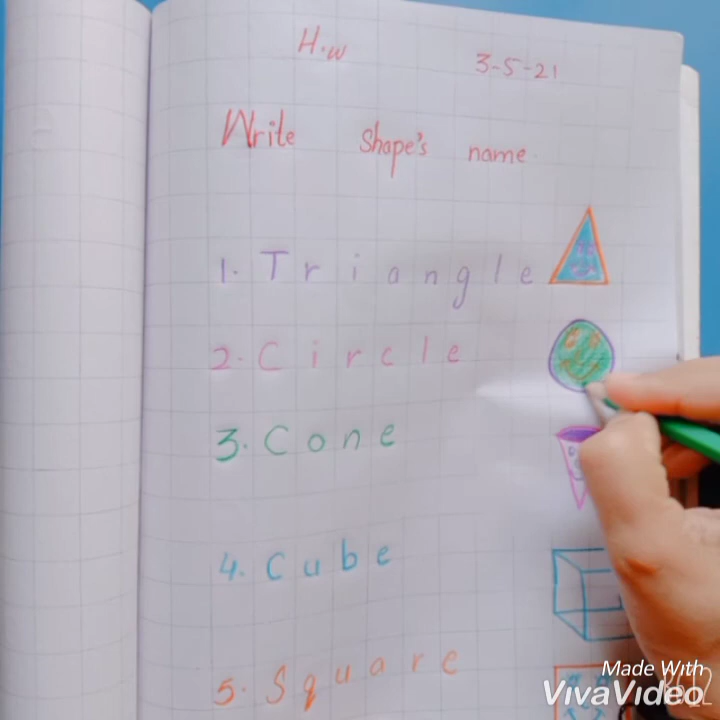 H.w 3-5-21
Write Shape's name.
1. Triangle
2. Circle
3. Cone
4. Cube
5. Square
Made With
VivaVideo